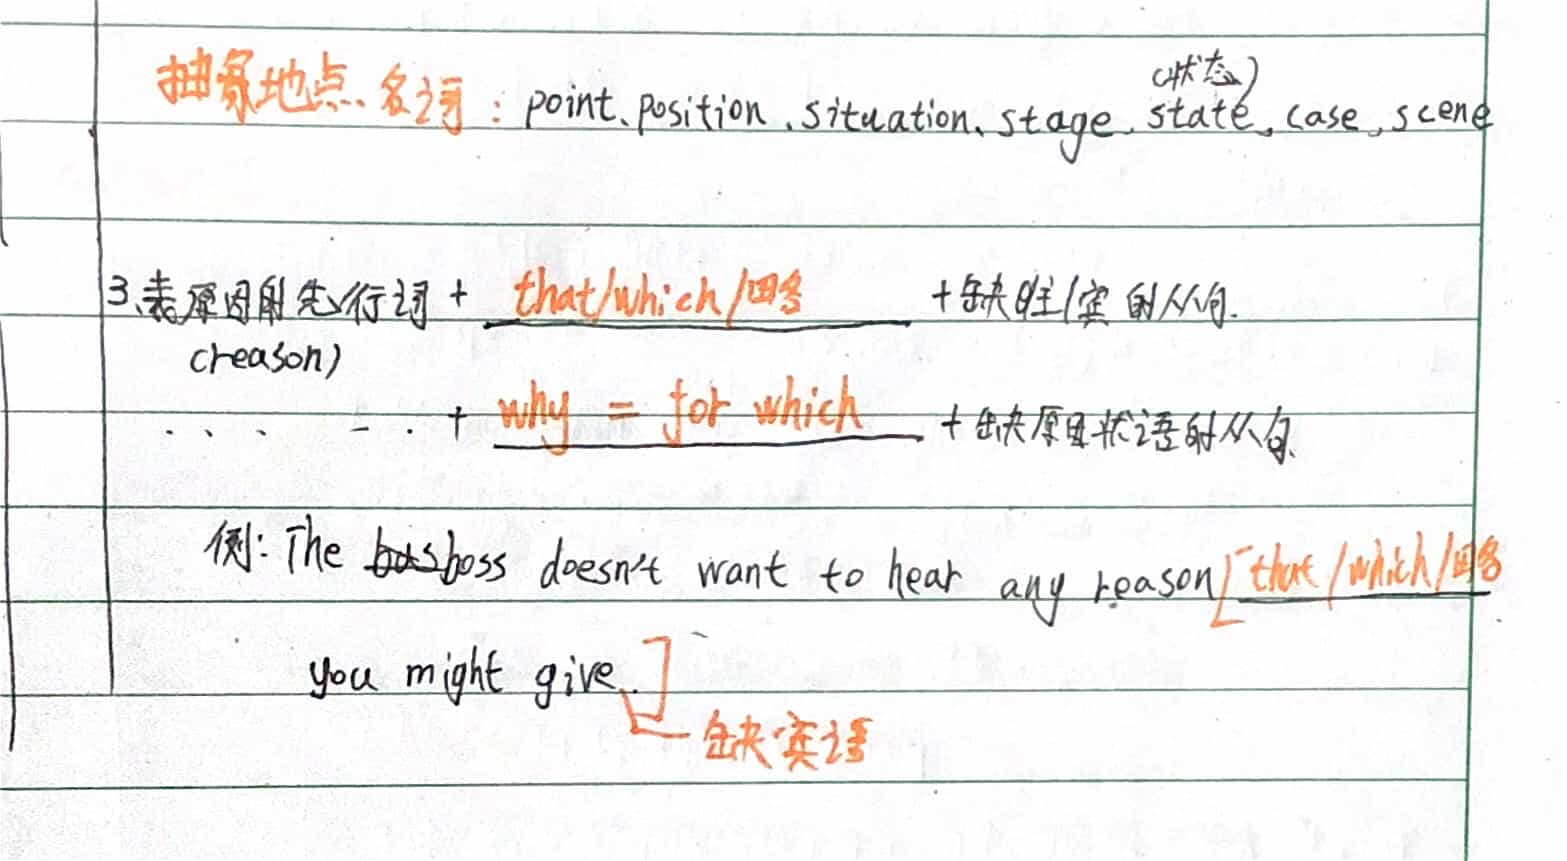 (状态)
抽象地点名词：point、position、situation、stage、state、case、scene
3.表原因的先行词 + that/which/略 +缺主/宾的从句.
(reason)
. . . - - . + why = for which +缺原因状语的从句.
例: The boss doesn't want to hear any reason [that/which/略
you might give.]
缺宾语